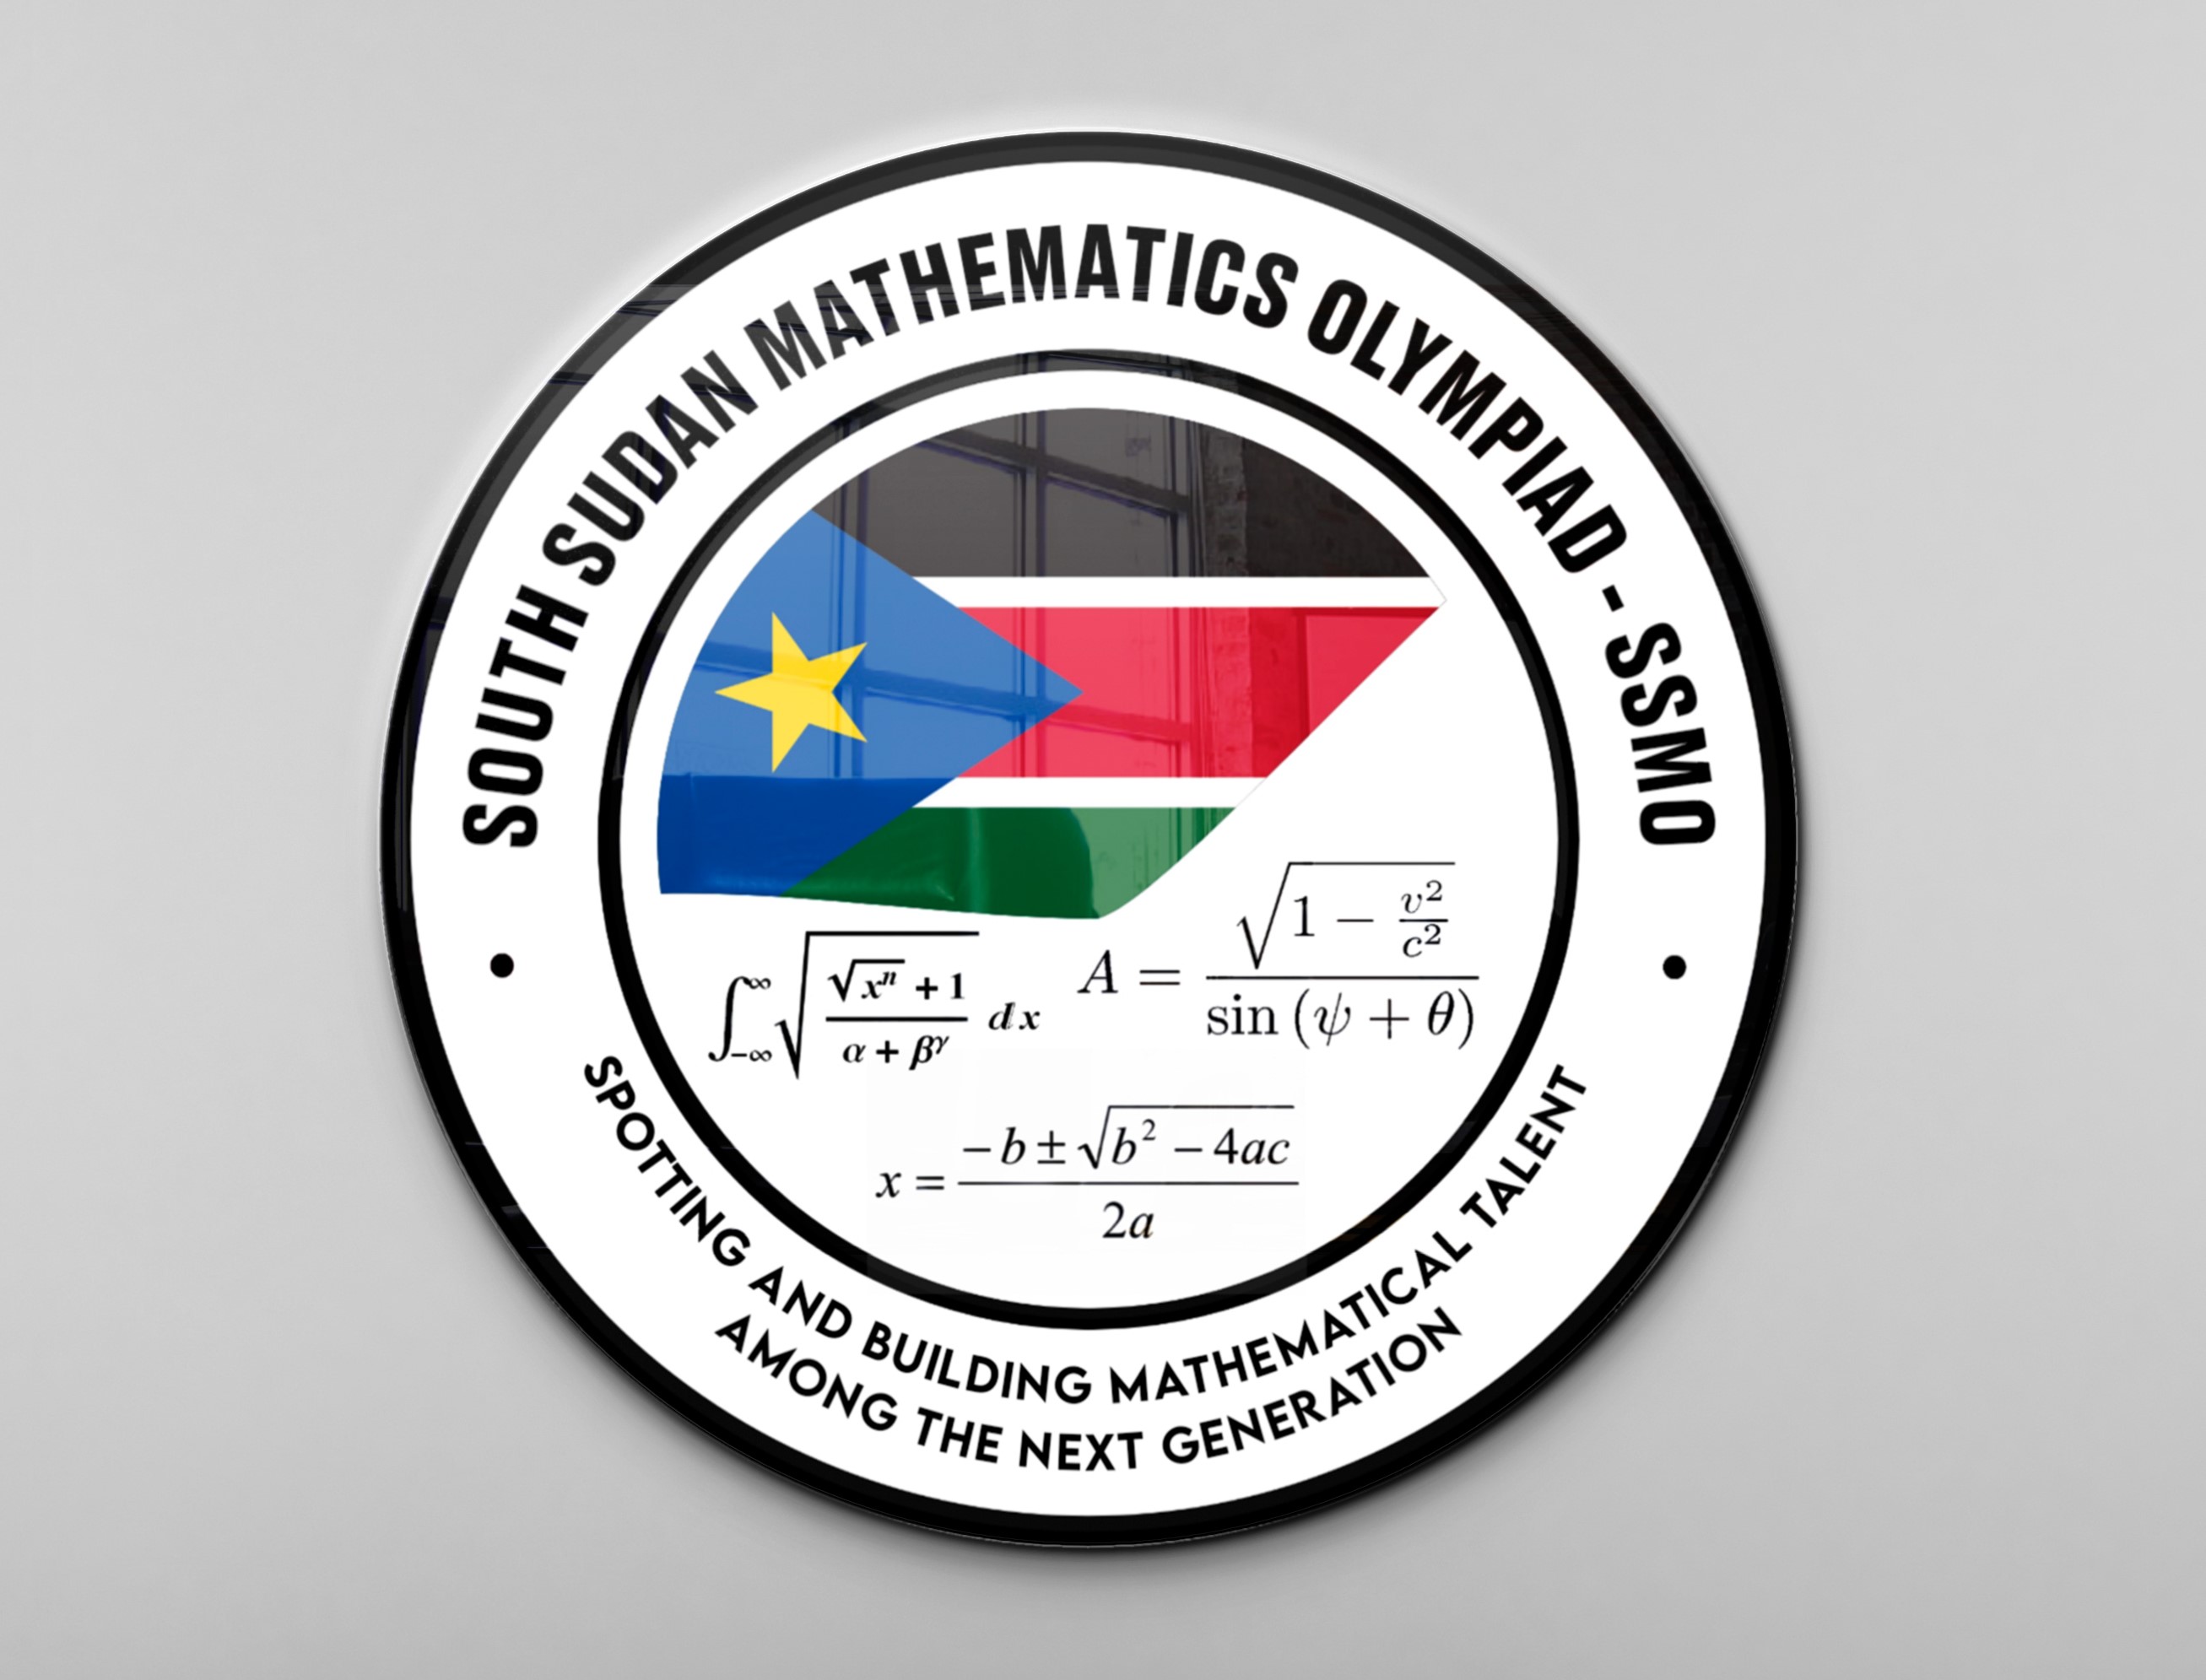 SOUTH SUDAN MATHEMATICS OLYMPIAD - SSMO
∫_{-∞}^{∞} √((√(xⁿ) + 1)/(α + β^γ)) dx
A = √(1 − v²/c²) / sin (ψ + θ)
x = (−b ± √(b² − 4ac)) / 2a
SPOTTING AND BUILDING MATHEMATICAL TALENT
AMONG THE NEXT GENERATION